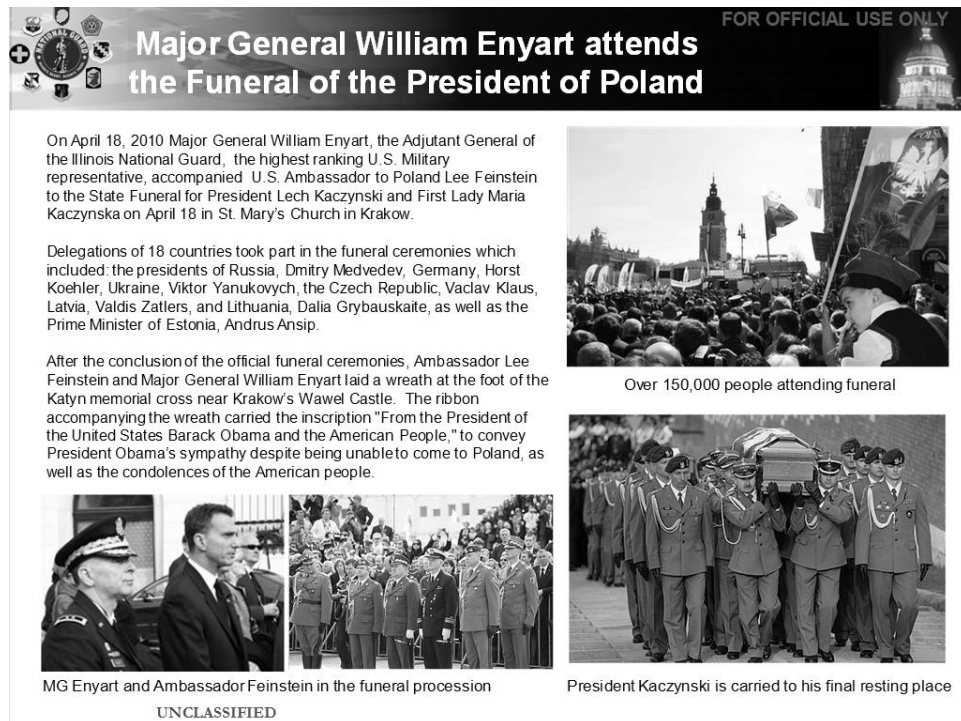 FOR OFFICIAL USE ONLY
NATIONAL GUARD
Major General William Enyart attends
the Funeral of the President of Poland
On April 18, 2010 Major General William Enyart, the Adjutant General of
the Illinois National Guard, the highest ranking U.S. Military
representative, accompanied U.S. Ambassador to Poland Lee Feinstein
to the State Funeral for President Lech Kaczynski and First Lady Maria
Kaczynska on April 18 in St. Mary's Church in Krakow.
Delegations of 18 countries took part in the funeral ceremonies which
included: the presidents of Russia, Dmitry Medvedev, Germany, Horst
Koehler, Ukraine, Viktor Yanukovych, the Czech Republic, Vaclav Klaus,
Latvia, Valdis Zatlers, and Lithuania, Dalia Grybauskaite, as well as the
Prime Minister of Estonia, Andrus Ansip.
After the conclusion of the official funeral ceremonies, Ambassador Lee
Feinstein and Major General William Enyart laid a wreath at the foot of the
Katyn memorial cross near Krakow's Wawel Castle. The ribbon
accompanying the wreath carried the inscription "From the President of
the United States Barack Obama and the American People," to convey
President Obama's sympathy despite being unable to come to Poland, as
well as the condolences of the American people.
Over 150,000 people attending funeral
MG Enyart and Ambassador Feinstein in the funeral procession
President Kaczynski is carried to his final resting place
UNCLASSIFIED